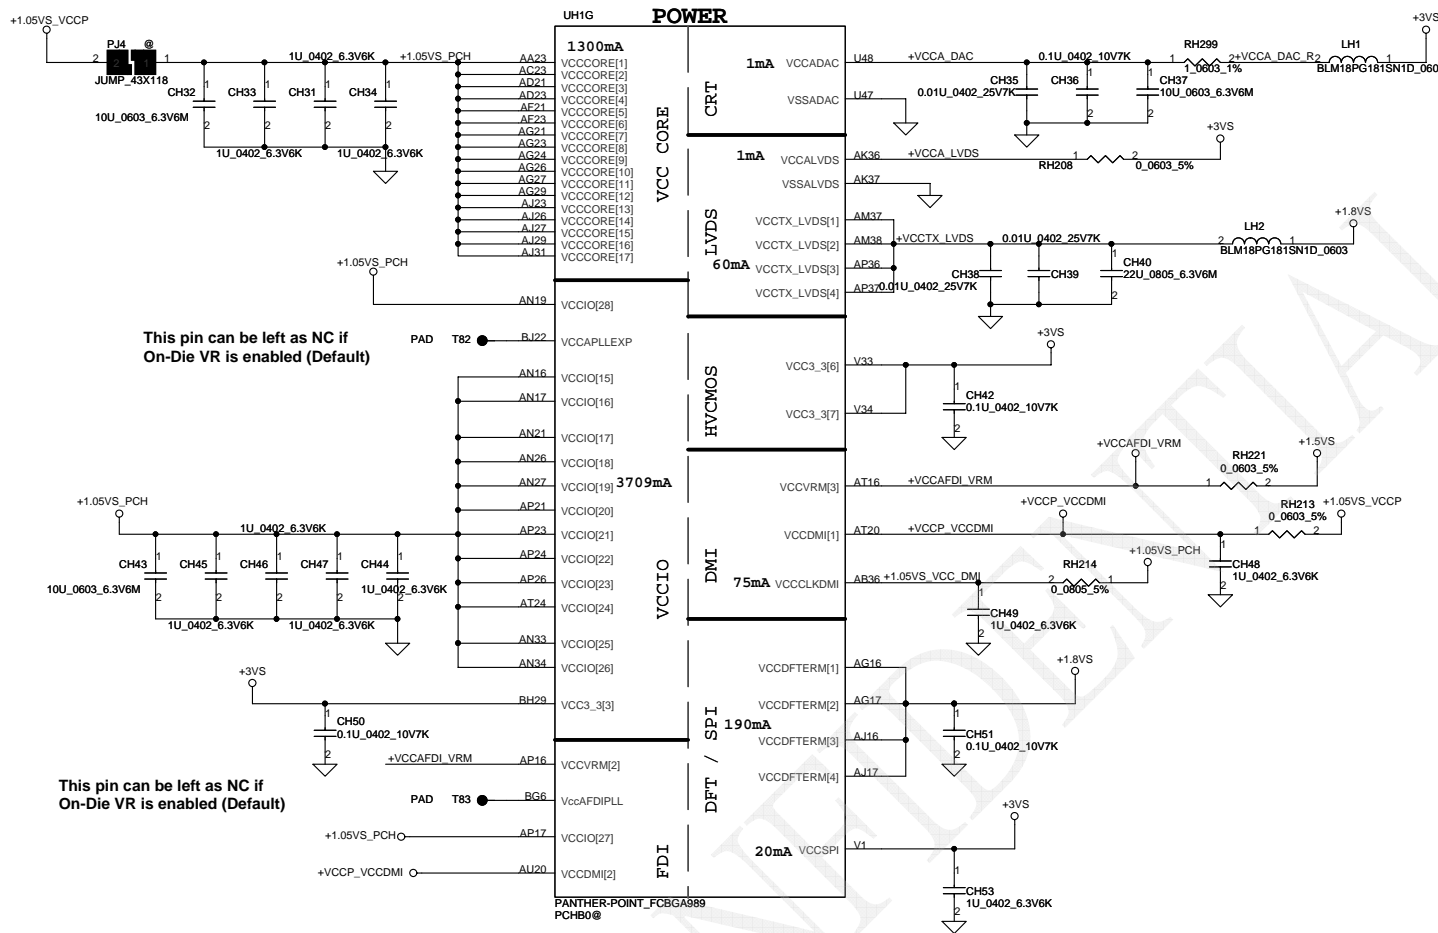 UH1G
POWER
+1.05VS_VCCP
PJ4 @
2 2 1 1
JUMP_43X118
1U_0402_6.3V6K
+1.05VS_PCH
CH32
CH33
CH31
CH34
10U_0603_6.3V6M
1U_0402_6.3V6K
1U_0402_6.3V6K
1300mA
VCC CORE
AA23 VCCCORE[1]
AC23 VCCCORE[2]
AD21 VCCCORE[3]
AD23 VCCCORE[4]
AF21 VCCCORE[5]
AF23 VCCCORE[6]
AG21 VCCCORE[7]
AG23 VCCCORE[8]
AG24 VCCCORE[9]
AG26 VCCCORE[10]
AG27 VCCCORE[11]
AG29 VCCCORE[12]
AJ23 VCCCORE[13]
AJ26 VCCCORE[14]
AJ27 VCCCORE[15]
AJ29 VCCCORE[16]
AJ31 VCCCORE[17]
+1.05VS_PCH
AN19 VCCIO[28]
This pin can be left as NC if
On-Die VR is enabled (Default)
PAD T82 BJ22 VCCAPLLEXP
AN16 VCCIO[15]
AN17 VCCIO[16]
AN21 VCCIO[17]
AN26 VCCIO[18]
AN27 VCCIO[19] 3709mA
AP21 VCCIO[20]
AP23 VCCIO[21]
AP24 VCCIO[22]
AP26 VCCIO[23]
AT24 VCCIO[24]
AN33 VCCIO[25]
AN34 VCCIO[26]
VCCIO
+1.05VS_PCH
1U_0402_6.3V6K
CH43
CH45
CH46
CH47
CH44
10U_0603_6.3V6M
1U_0402_6.3V6K
1U_0402_6.3V6K
1U_0402_6.3V6K
+3VS
BH29 VCC3_3[3]
CH50
0.1U_0402_10V7K
+VCCAFDI_VRM AP16 VCCVRM[2]
This pin can be left as NC if
On-Die VR is enabled (Default)
PAD T83 BG6 VccAFDIPLL
+1.05VS_PCH AP17 VCCIO[27]
+VCCP_VCCDMI AU20 VCCDMI[2]
FDI
PANTHER-POINT_FCBGA989
PCHB0@
CRT
1mA VCCADAC U48 +VCCA_DAC
VSSADAC U47
0.1U_0402_10V7K
CH35
0.01U_0402_25V7K
CH36
CH37
10U_0603_6.3V6M
RH299
1 2
1_0603_1%
+VCCA_DAC_R
LH1
2 1
BLM18PG181SN1D_060
+3VS
LVDS
1mA VCCALVDS AK36 +VCCA_LVDS
RH208
1 2
0_0603_5%
+3VS
VSSALVDS AK37
VCCTX_LVDS[1] AM37
VCCTX_LVDS[2] AM38 +VCCTX_LVDS
60mA VCCTX_LVDS[3] AP36
VCCTX_LVDS[4] AP37
0.01U_0402_25V7K
CH38
0.01U_0402_25V7K
CH39
CH40
22U_0805_6.3V6M
LH2
2 1
BLM18PG181SN1D_0603
+1.8VS
HVCMOS
VCC3_3[6] V33
VCC3_3[7] V34
+3VS
CH42
0.1U_0402_10V7K
DMI
VCCVRM[3] AT16 +VCCAFDI_VRM
+VCCAFDI_VRM
RH221
1 2
0_0603_5%
+1.5VS
VCCDMI[1] AT20 +VCCP_VCCDMI
+VCCP_VCCDMI
RH213
1 2
0_0603_5%
+1.05VS_VCCP
CH48
1U_0402_6.3V6K
75mA VCCCLKDMI AB36 +1.05VS_VCC_DMI
RH214
2 1
0_0805_5%
+1.05VS_PCH
CH49
1U_0402_6.3V6K
DFT / SPI
VCCDFTERM[1] AG16
VCCDFTERM[2] AG17
190mA
VCCDFTERM[3] AJ16
VCCDFTERM[4] AJ17
+1.8VS
CH51
0.1U_0402_10V7K
20mA VCCSPI V1
+3VS
CH53
1U_0402_6.3V6K
NFIDENTIAL